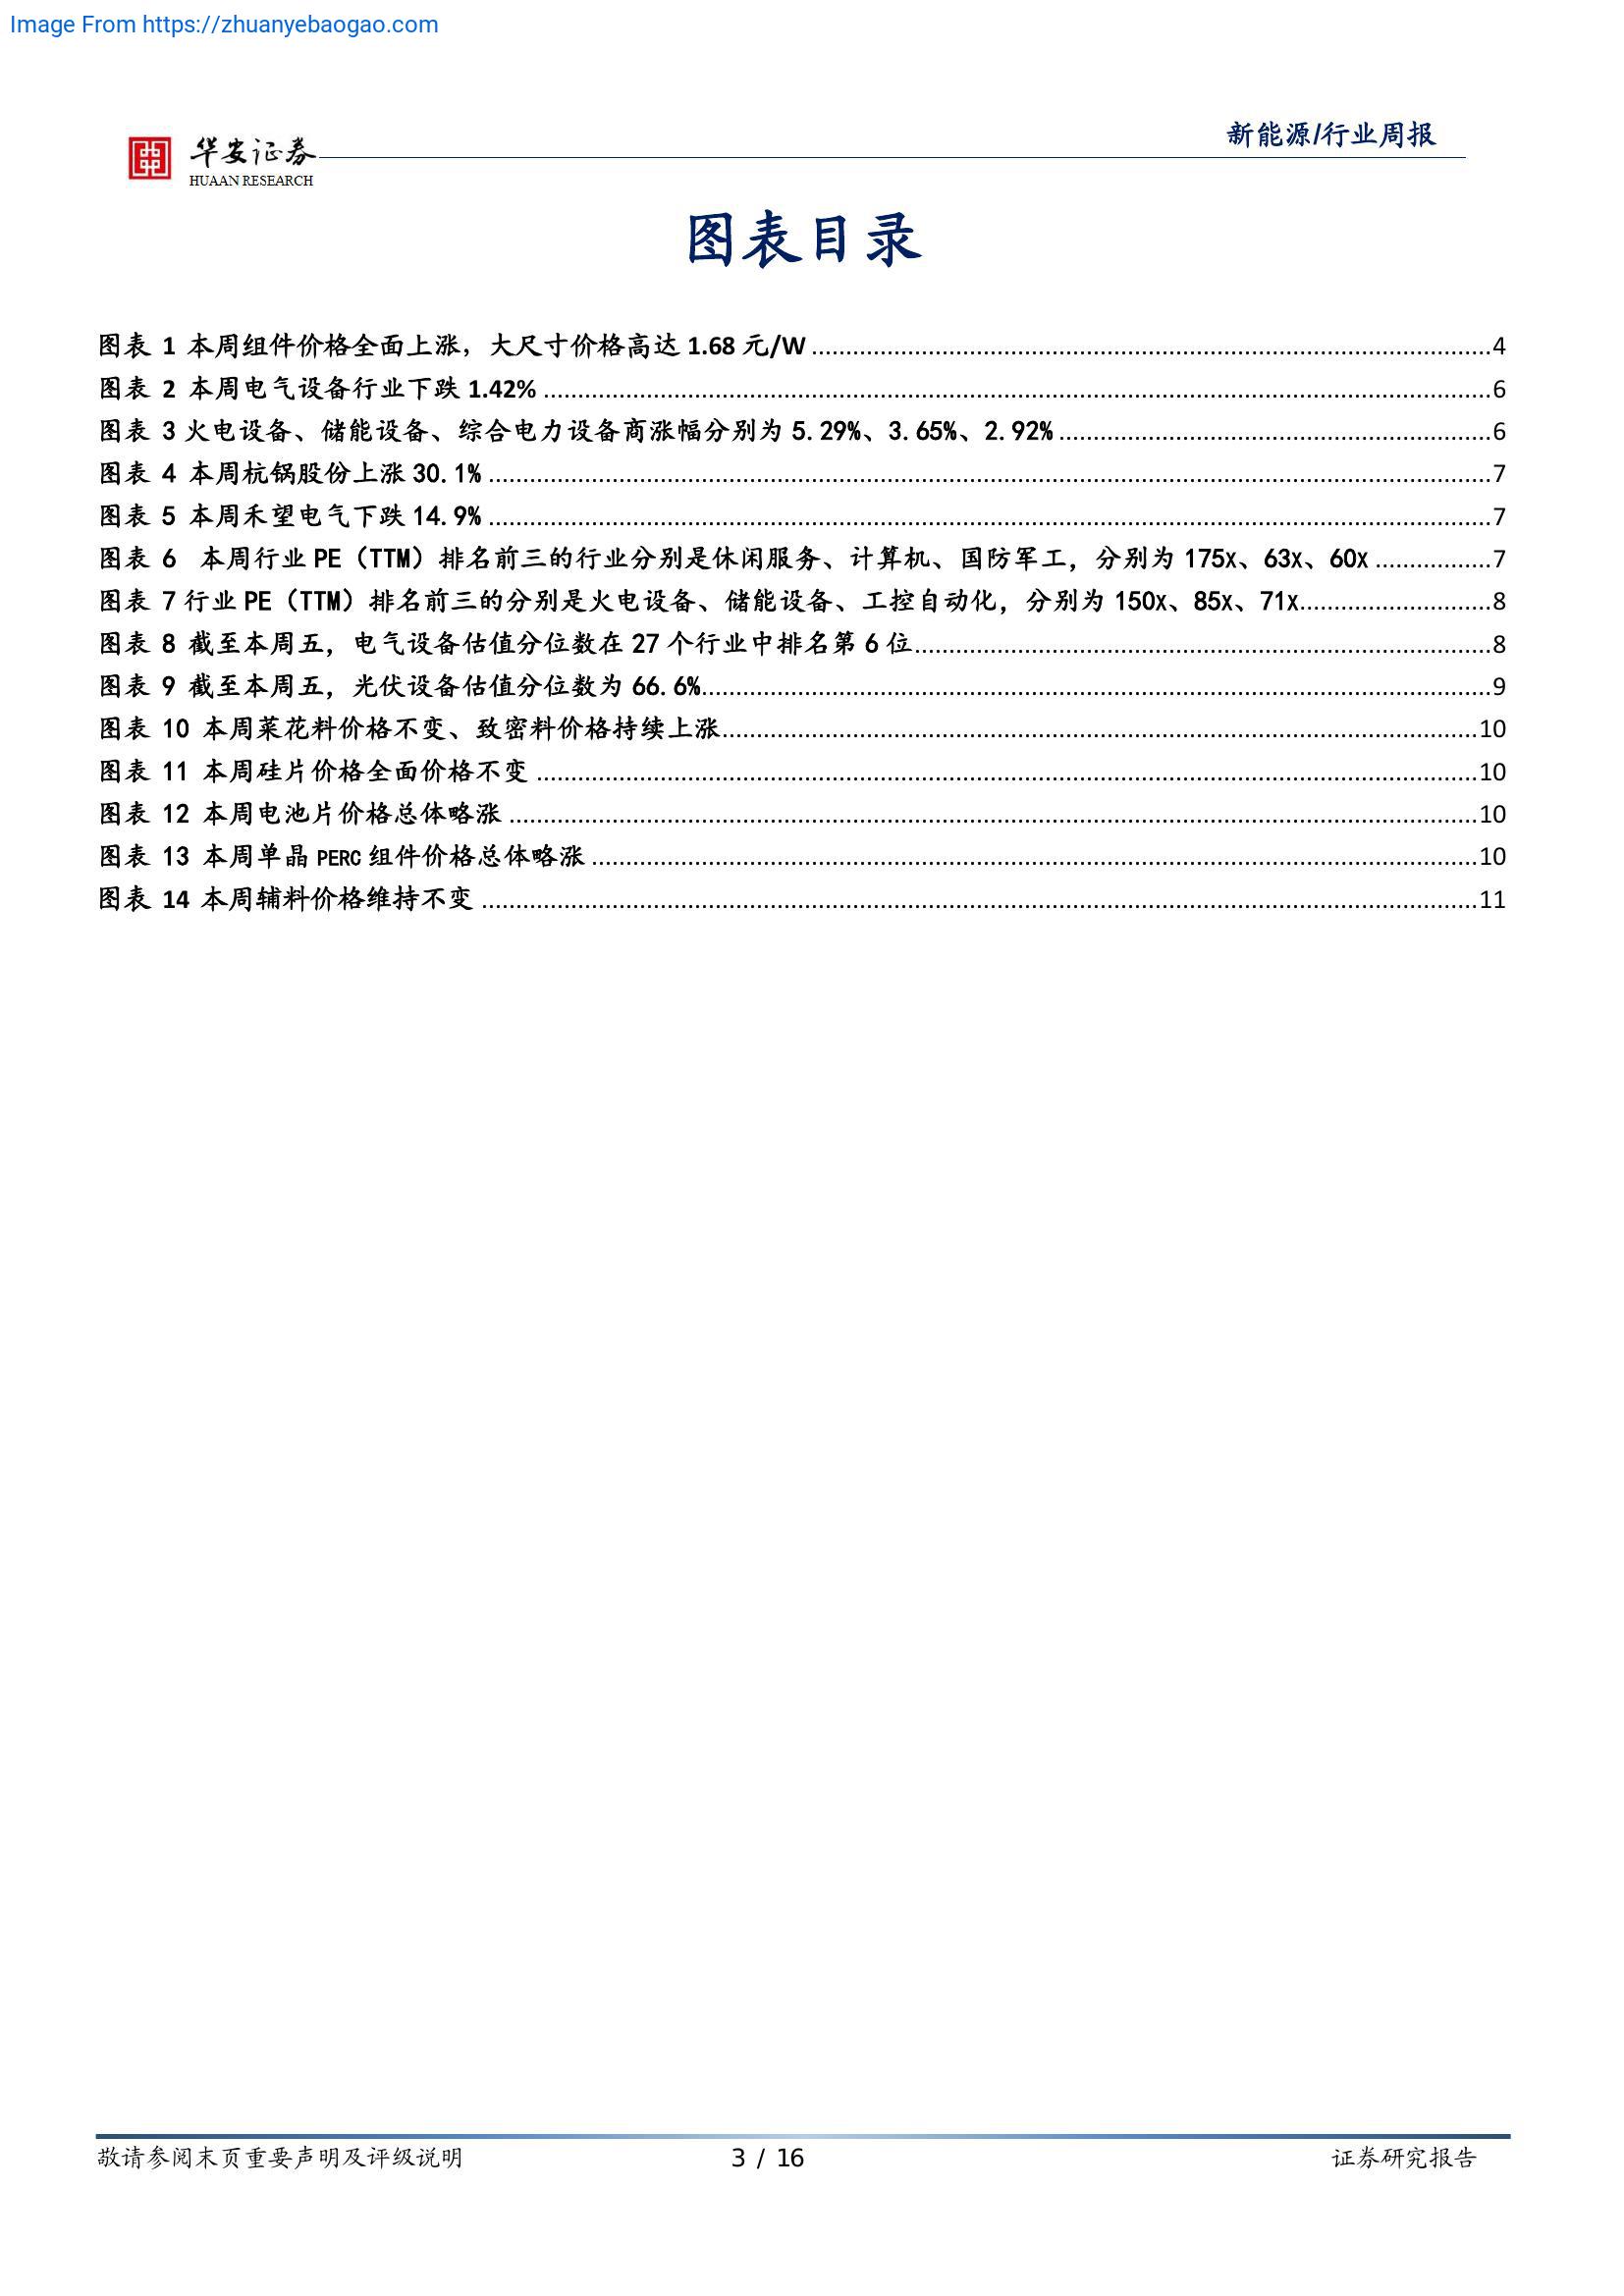 Image From https://zhuanyebaogao.com
新能源/行业周报
华安证券
HUAAN RESEARCH
图表目录
图表 1 本周组件价格全面上涨，大尺寸价格高达 1.68 元/W ........ 4
图表 2 本周电气设备行业下跌 1.42% ........ 6
图表 3 火电设备、储能设备、综合电力设备商涨幅分别为 5.29%、3.65%、2.92% ........ 6
图表 4 本周杭锅股份上涨 30.1% ........ 7
图表 5 本周禾望电气下跌 14.9% ........ 7
图表 6 本周行业 PE（TTM）排名前三的行业分别是休闲服务、计算机、国防军工，分别为 175x、63x、60x ........ 7
图表 7 行业 PE（TTM）排名前三的分别是火电设备、储能设备、工控自动化，分别为 150x、85x、71x ........ 8
图表 8 截至本周五，电气设备估值分位数在 27 个行业中排名第 6 位 ........ 8
图表 9 截至本周五，光伏设备估值分位数为 66.6% ........ 9
图表 10 本周菜花料价格不变、致密料价格持续上涨 ........ 10
图表 11 本周硅片价格全面价格不变 ........ 10
图表 12 本周电池片价格总体略涨 ........ 10
图表 13 本周单晶 PERC 组件价格总体略涨 ........ 10
图表 14 本周辅料价格维持不变 ........ 11
敬请参阅末页重要声明及评级说明 3 / 16 证券研究报告